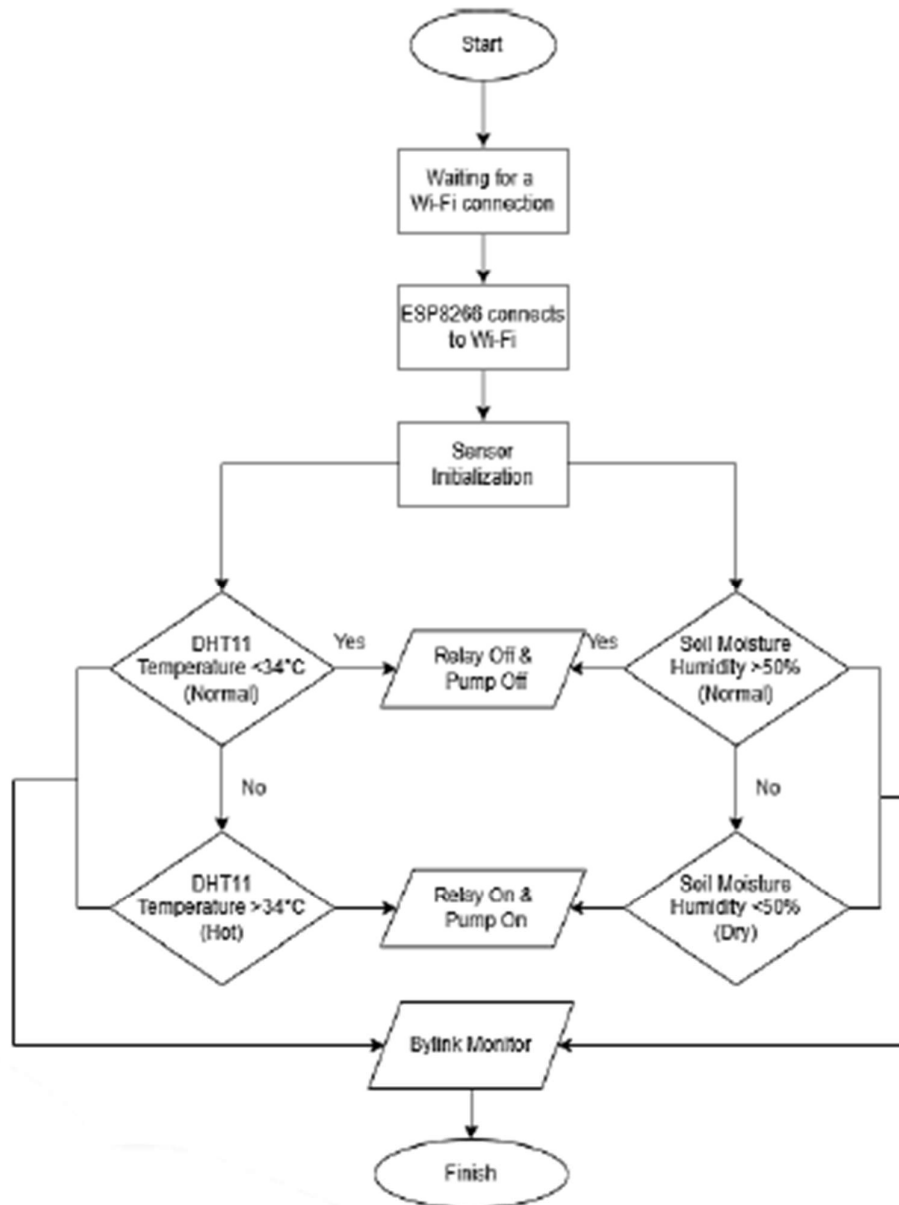 Start
Waiting for a
Wi-Fi connection
ESP8266 connects
to Wi-Fi
Sensor
Initialization
DHT11
Temperature <34°C
(Normal)
Yes
Relay Off &
Pump Off
Yes
Soil Moisture
Humidity >50%
(Normal)
No
No
DHT11
Temperature >34°C
(Hot)
Relay On &
Pump On
Soil Moisture
Humidity <50%
(Dry)
Bylink Monitor
Finish